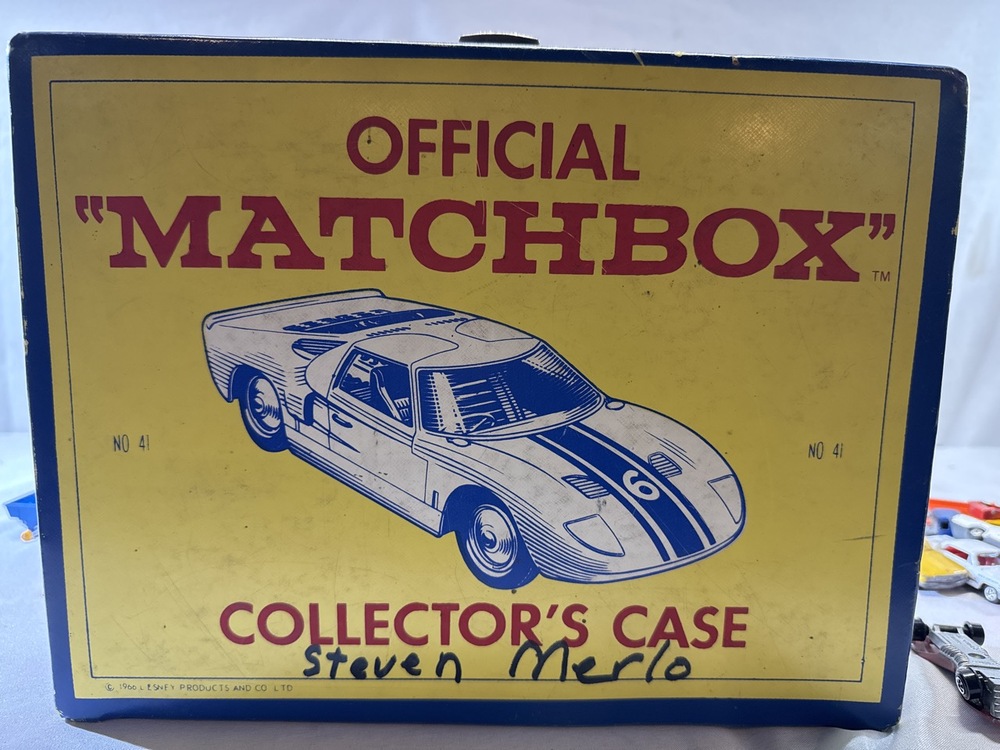 OFFICIAL
"MATCHBOX"
TM
NO 41
NO 41
6
COLLECTOR'S CASE
Steven Merlo
© 1966 LESNEY PRODUCTS AND CO LTD